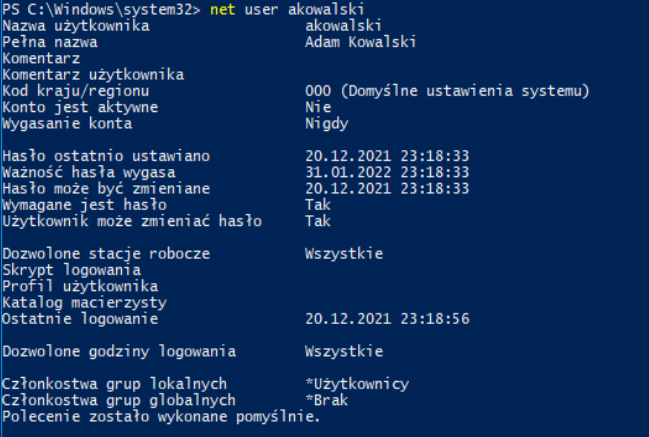 PS C:\Windows\system32> net user akowalski
Nazwa użytkownika akowalski
Pełna nazwa Adam Kowalski
Komentarz
Komentarz użytkownika
Kod kraju/regionu 000 (Domyślne ustawienia systemu)
Konto jest aktywne Nie
Wygasanie konta Nigdy
Hasło ostatnio ustawiano 20.12.2021 23:18:33
Ważność hasła wygasa 31.01.2022 23:18:33
Hasło może być zmieniane 20.12.2021 23:18:33
Wymagane jest hasło Tak
Użytkownik może zmieniać hasło Tak
Dozwolone stacje robocze Wszystkie
Skrypt logowania
Profil użytkownika
Katalog macierzysty
Ostatnie logowanie 20.12.2021 23:18:56
Dozwolone godziny logowania Wszystkie
Członkostwa grup lokalnych *Użytkownicy
Członkostwa grup globalnych *Brak
Polecenie zostało wykonane pomyślnie.